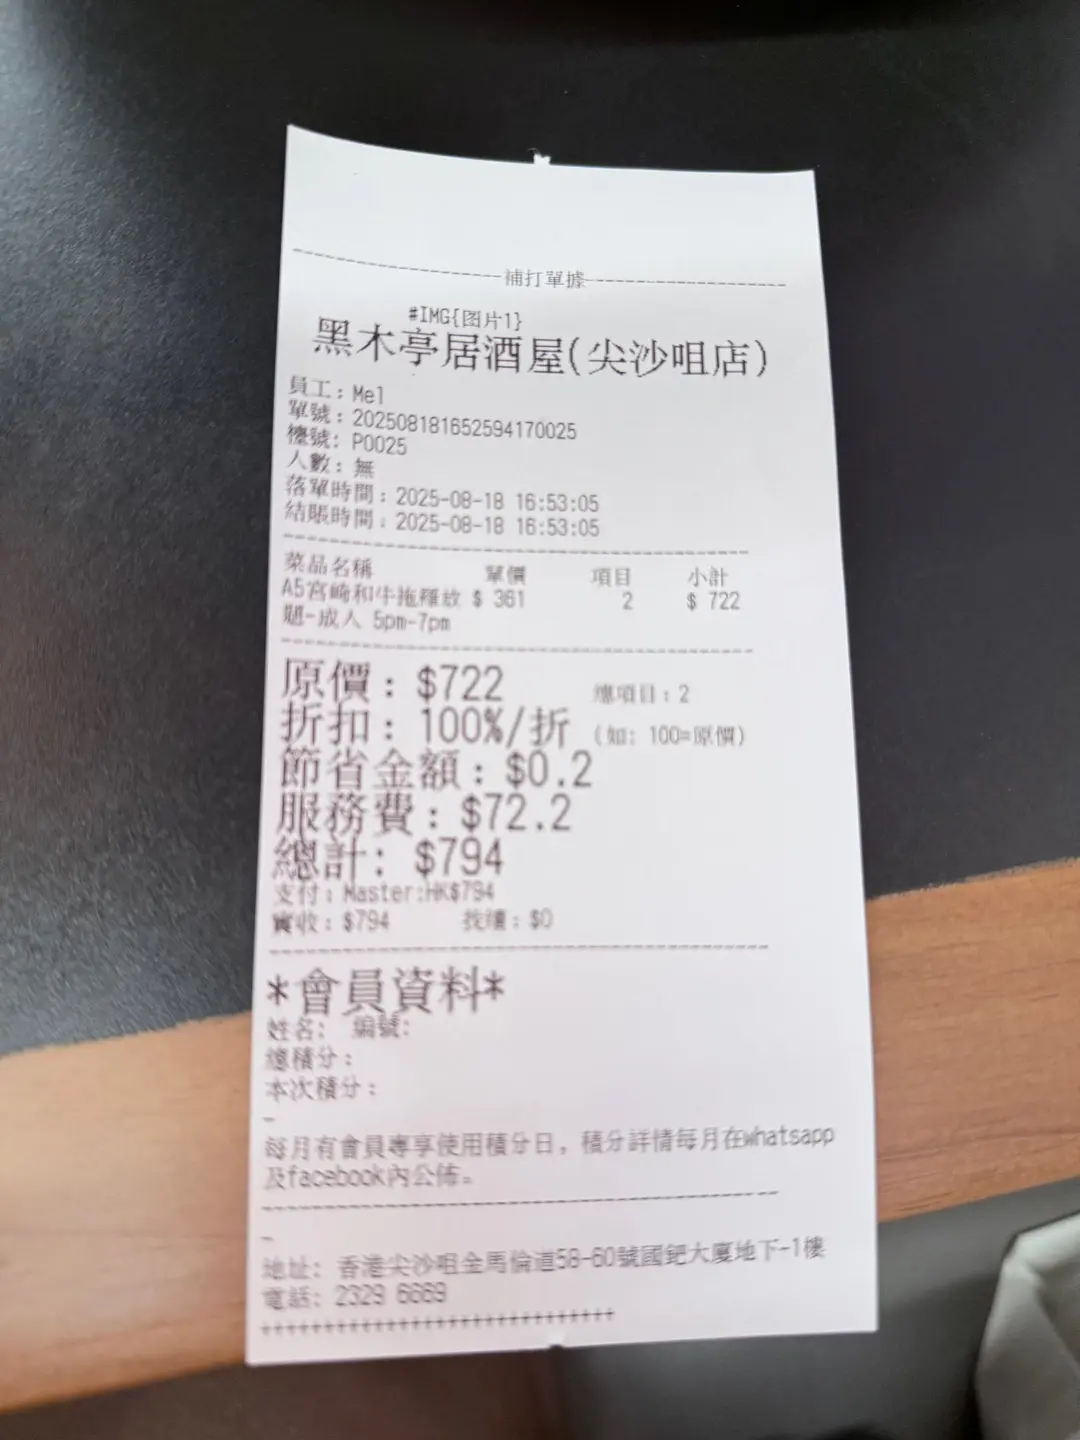 補打單據
#IMG{图片1}
黑木亭居酒屋(尖沙咀店)
員工：Mel
單號：202508181652594170025
檯號：P0025
人數：無
落單時間：2025-08-18 16:53:05
結賬時間：2025-08-18 16:53:05
菜品名稱 單價 項目 小計
A5宮崎和牛拖羅放 $ 361 2 $ 722
題-成人 5pm-7pm
原價：$722 總項目：2
折扣：100%/折 (如: 100=原價)
節省金額：$0.2
服務費：$72.2
總計：$794
支付：Master:HK$794
實收：$794 找續：$0
*會員資料*
姓名: 編號:
總積分：
本次積分：
-
每月有會員專享使用積分日，積分詳情每月在whatsapp
及facebook內公佈。
-
地址: 香港尖沙咀金馬倫道58-60號國鈀大廈地下-1樓
電話: 2329 6669
++++++++++++++++++++++++++++